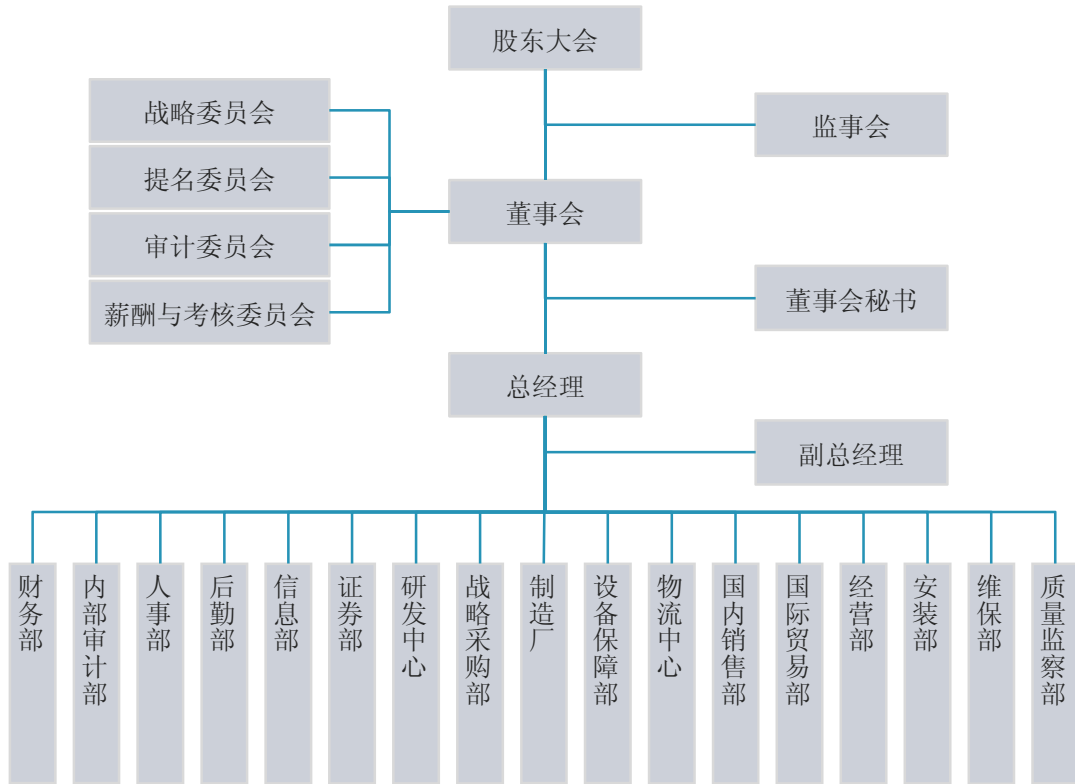 股东大会
战略委员会
监事会
提名委员会
董事会
审计委员会
董事会秘书
薪酬与考核委员会
总经理
副总经理
财务部
内部审计部
人事部
后勤部
信息部
证券部
研发中心
战略采购部
制造厂
设备保障部
物流中心
国内销售部
国际贸易部
经营部
安装部
维保部
质量监察部